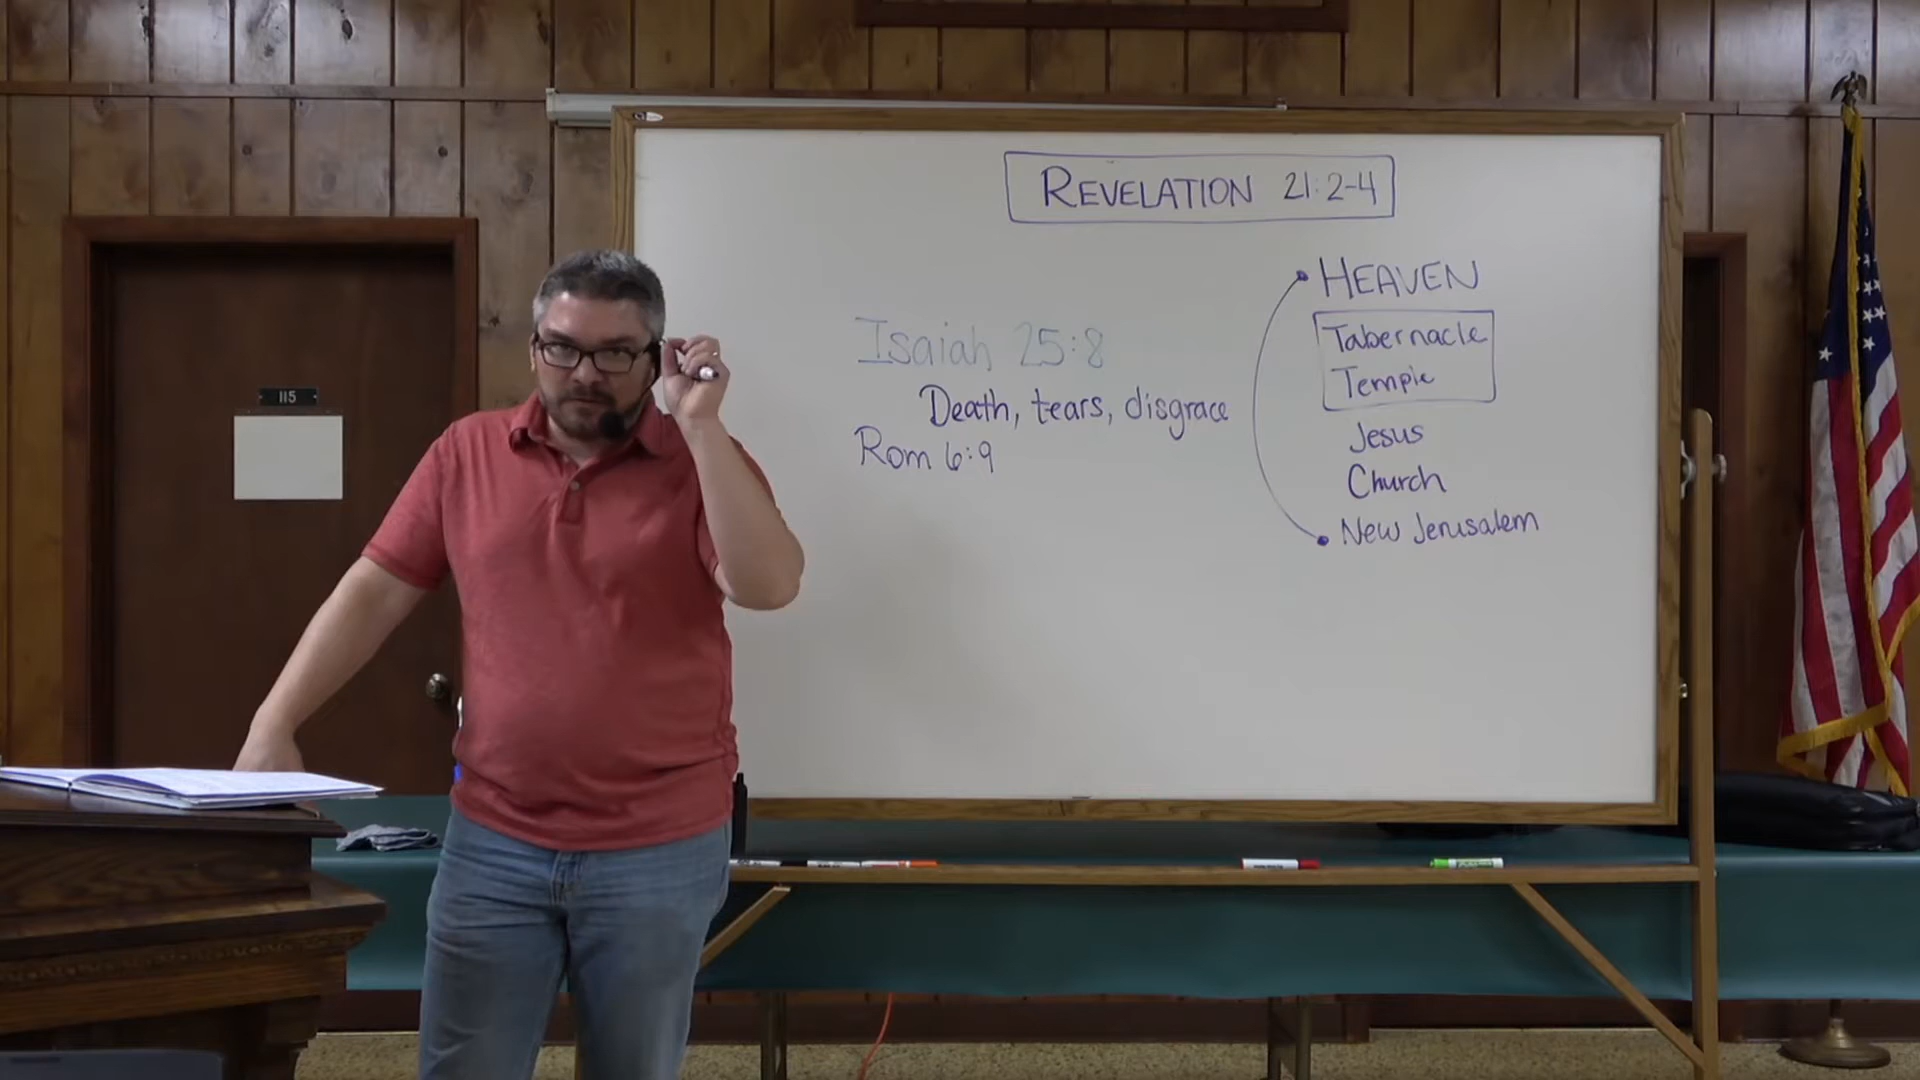 REVELATION 21:2-4
HEAVEN
Tabernacle
Temple
Jesus
Church
New Jerusalem
Isaiah 25:8
Death, tears, disgrace
Rom 6:9
115